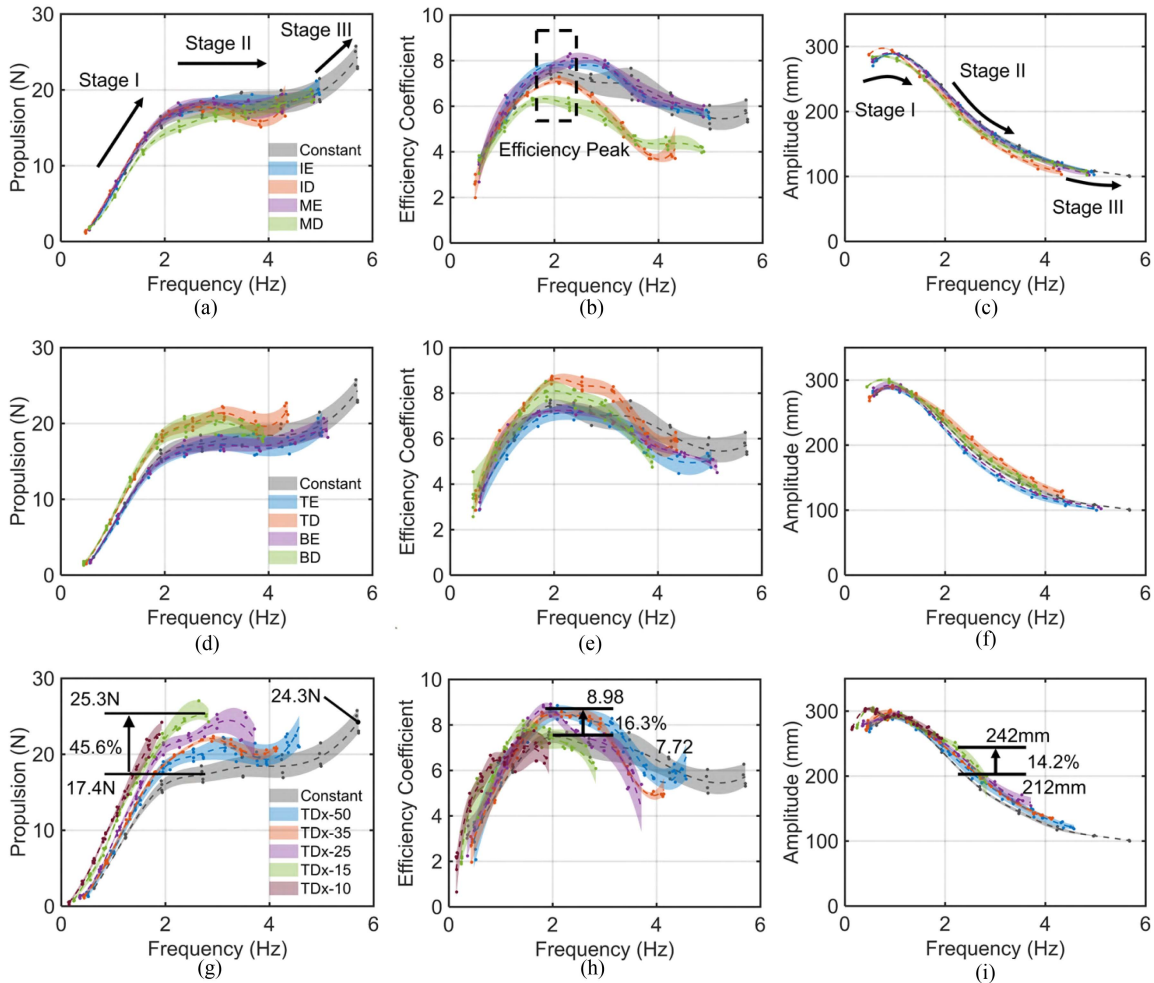 30
20
10
0
Propulsion (N)
Stage I
Stage II
Stage III
Constant
IE
ID
ME
MD
0 2 4 6
Frequency (Hz)
(a)
10
8
6
4
2
0
Efficiency Coefficient
Efficiency Peak
0 2 4 6
Frequency (Hz)
(b)
300
200
100
0
Amplitude (mm)
Stage I
Stage II
Stage III
0 2 4 6
Frequency (Hz)
(c)
30
20
10
0
Propulsion (N)
Constant
TE
TD
BE
BD
0 2 4 6
Frequency (Hz)
(d)
10
8
6
4
2
0
Efficiency Coefficient
0 2 4 6
Frequency (Hz)
(e)
300
200
100
0
Amplitude (mm)
0 2 4 6
Frequency (Hz)
(f)
30
20
10
0
Propulsion (N)
25.3N
24.3N
45.6%
17.4N
Constant
TDx-50
TDx-35
TDx-25
TDx-15
TDx-10
0 2 4 6
Frequency (Hz)
(g)
10
8
6
4
2
0
Efficiency Coefficient
8.98
16.3%
7.72
0 2 4 6
Frequency (Hz)
(h)
300
200
100
0
Amplitude (mm)
242mm
14.2%
212mm
0 2 4 6
Frequency (Hz)
(i)